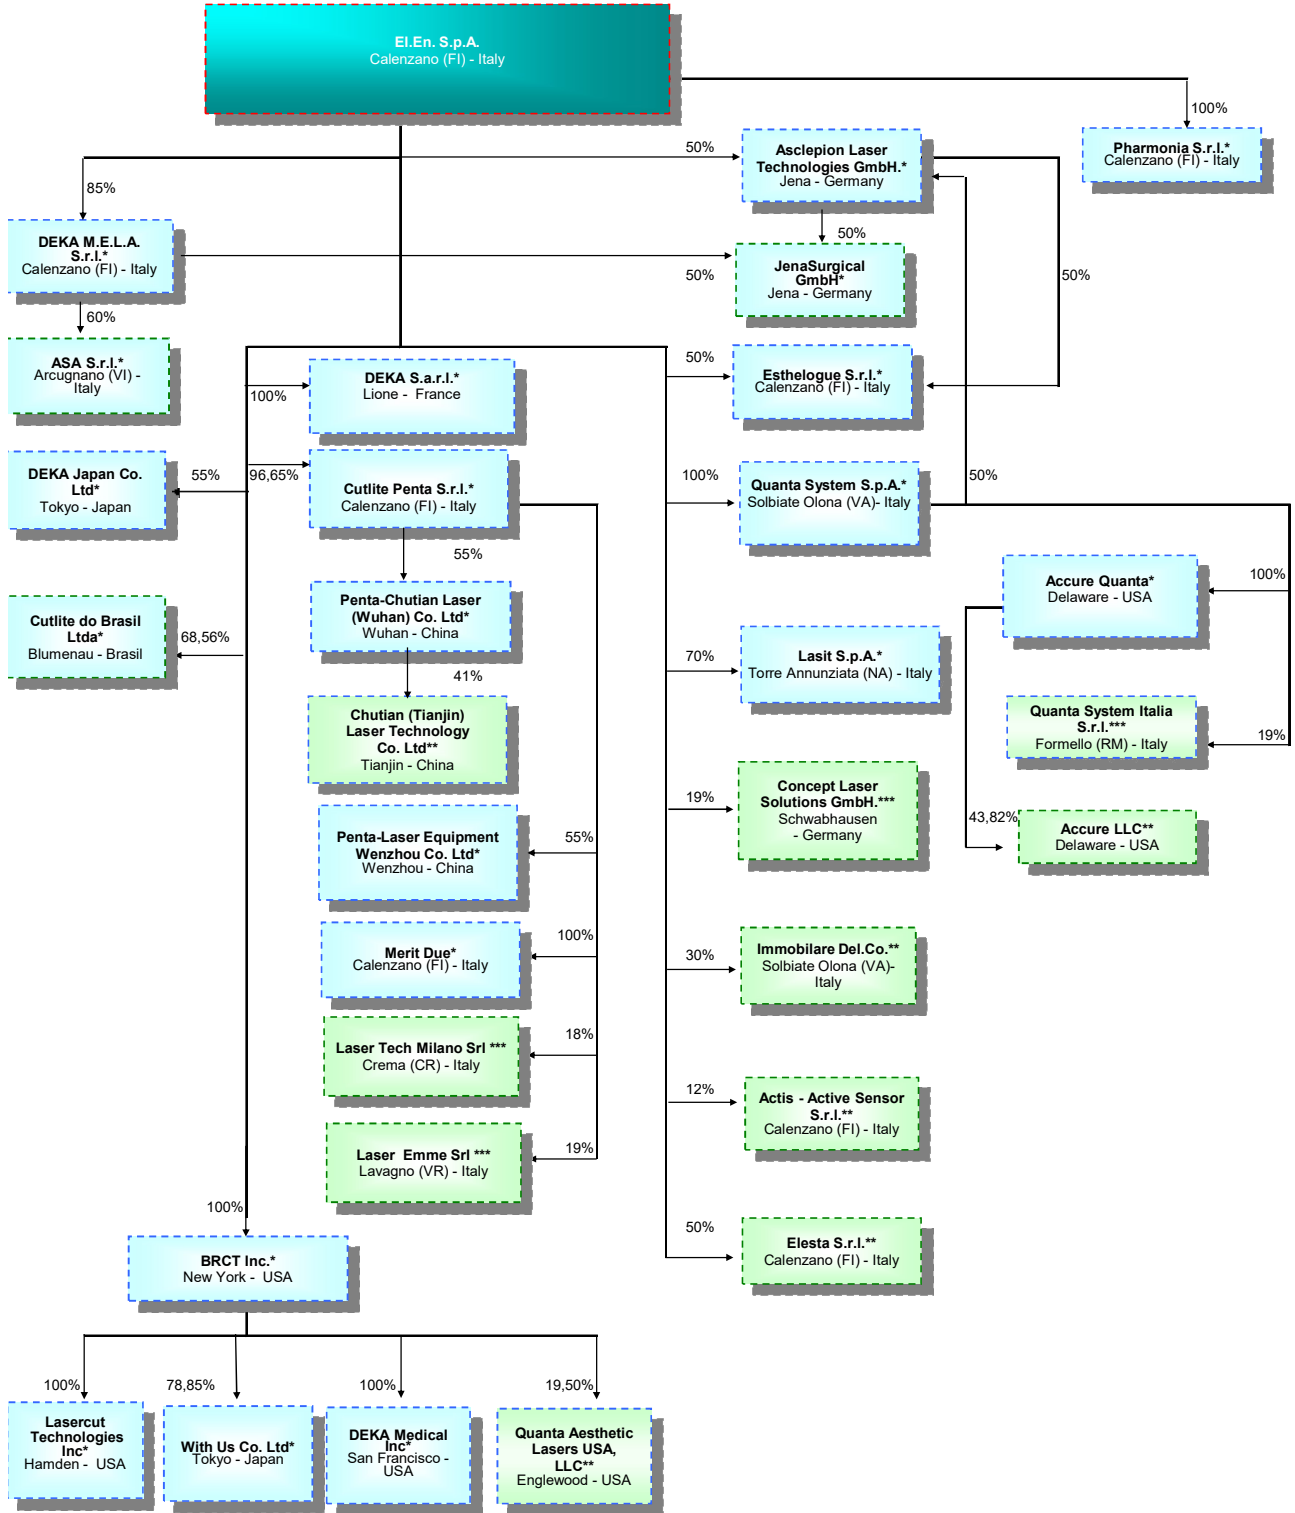 El.En. S.p.A.
Calenzano (FI) - Italy
100%
Pharmonia S.r.l.*
Calenzano (FI) - Italy
50%
Asclepion Laser
Technologies GmbH.*
Jena - Germany
85%
DEKA M.E.L.A.
S.r.l.*
Calenzano (FI) - Italy
50%
50%
JenaSurgical
GmbH*
Jena - Germany
50%
60%
ASA S.r.l.*
Arcugnano (VI) -
Italy
100%
DEKA S.a.r.l.*
Lione - France
50%
Esthelogue S.r.l.*
Calenzano (FI) - Italy
DEKA Japan Co.
Ltd*
Tokyo - Japan
55%
96,65%
Cutlite Penta S.r.l.*
Calenzano (FI) - Italy
100%
Quanta System S.p.A.*
Solbiate Olona (VA)- Italy
50%
55%
Penta-Chutian Laser
(Wuhan) Co. Ltd*
Wuhan - China
Accure Quanta*
Delaware - USA
100%
Cutlite do Brasil
Ltda*
Blumenau - Brasil
68,56%
70%
Lasit S.p.A.*
Torre Annunziata (NA) - Italy
41%
Chutian (Tianjin)
Laser Technology
Co. Ltd**
Tianjin - China
Quanta System Italia
S.r.l.***
Formello (RM) - Italy
19%
19%
Concept Laser
Solutions GmbH.***
Schwabhausen
- Germany
43,82%
Accure LLC**
Delaware - USA
Penta-Laser Equipment
Wenzhou Co. Ltd*
Wenzhou - China
55%
Merit Due*
Calenzano (FI) - Italy
100%
30%
Immobilare Del.Co.**
Solbiate Olona (VA)-
Italy
Laser Tech Milano Srl ***
Crema (CR) - Italy
18%
12%
Actis - Active Sensor
S.r.l.**
Calenzano (FI) - Italy
Laser Emme Srl ***
Lavagno (VR) - Italy
19%
100%
BRCT Inc.*
New York - USA
50%
Elesta S.r.l.**
Calenzano (FI) - Italy
100%
Lasercut
Technologies
Inc*
Hamden - USA
78,85%
With Us Co. Ltd*
Tokyo - Japan
100%
DEKA Medical
Inc*
San Francisco -
USA
19,50%
Quanta Aesthetic
Lasers USA,
LLC**
Englewood - USA